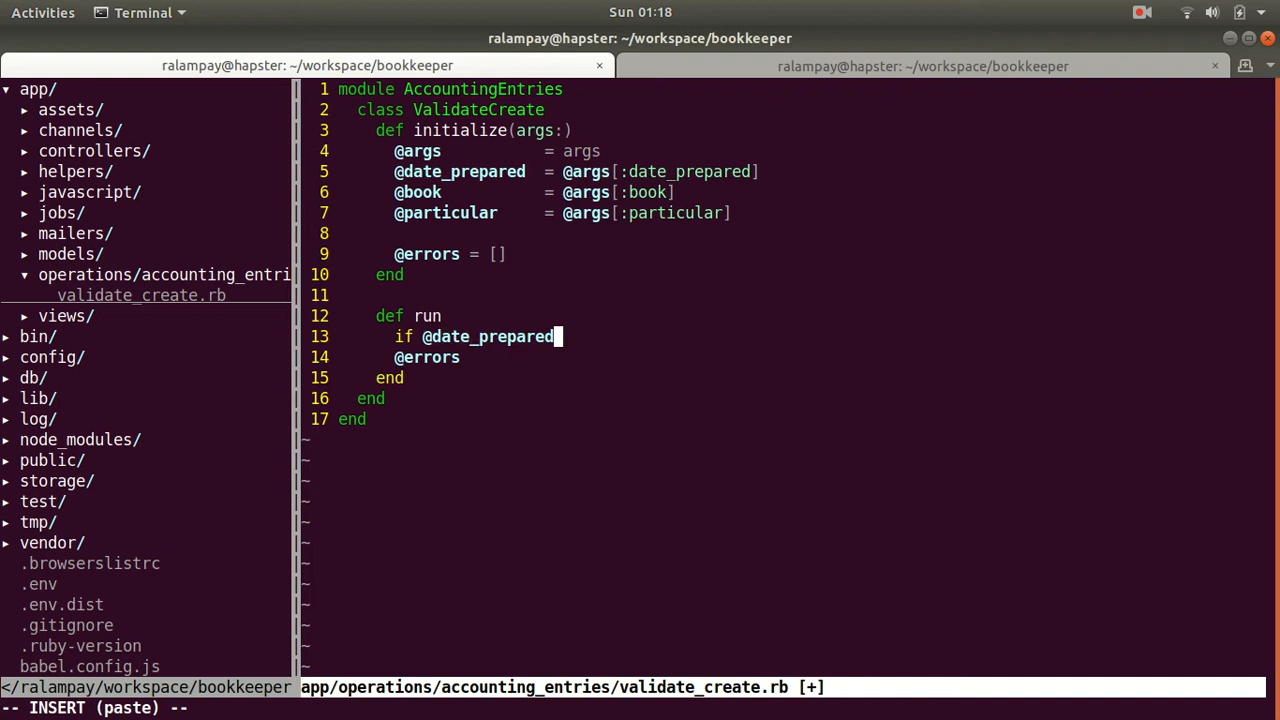 Activities Terminal Sun 01:18
ralampay@hapster: ~/workspace/bookkeeper
ralampay@hapster: ~/workspace/bookkeeper × ralampay@hapster: ~/workspace/bookkeeper ×
▾ app/
▸ assets/
▸ channels/
▸ controllers/
▸ helpers/
▸ javascript/
▸ jobs/
▸ mailers/
▸ models/
▾ operations/accounting_entri
validate_create.rb
▸ views/
▸ bin/
▸ config/
▸ db/
▸ lib/
▸ log/
▸ node_modules/
▸ public/
▸ storage/
▸ test/
▸ tmp/
▸ vendor/
.browserslistrc
.env
.env.dist
.gitignore
.ruby-version
babel.config.js
</ralampay/workspace/bookkeeper
1 module AccountingEntries
2   class ValidateCreate
3     def initialize(args:)
4       @args           = args
5       @date_prepared  = @args[:date_prepared]
6       @book           = @args[:book]
7       @particular     = @args[:particular]
8
9       @errors = []
10     end
11
12     def run
13       if @date_prepared
14       @errors
15     end
16   end
17 end
~
~
~
~
~
~
~
~
~
~
~
~
app/operations/accounting_entries/validate_create.rb [+]
-- INSERT (paste) --